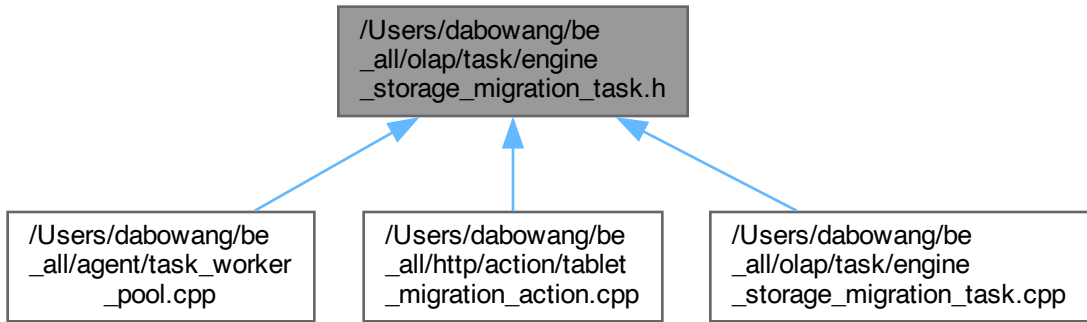 /Users/dabowang/be
_all/olap/task/engine
_storage_migration_task.h
/Users/dabowang/be
_all/agent/task_worker
_pool.cpp
/Users/dabowang/be
_all/http/action/tablet
_migration_action.cpp
/Users/dabowang/be
_all/olap/task/engine
_storage_migration_task.cpp